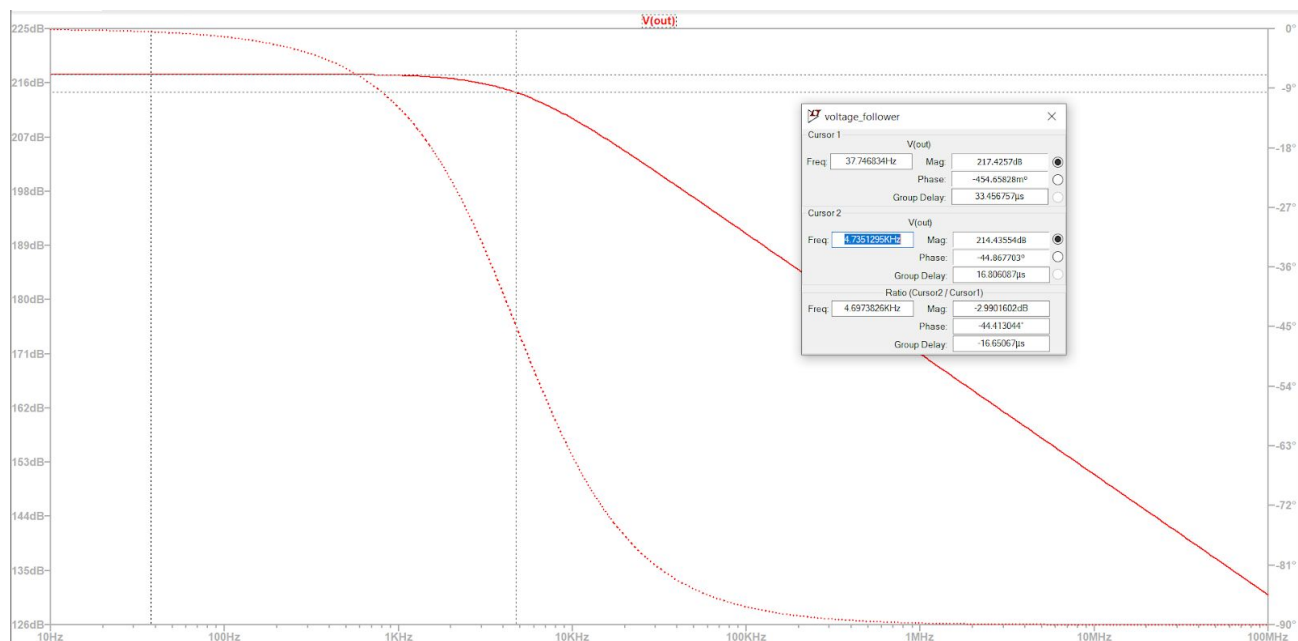 V(out)
225dB
216dB
207dB
198dB
189dB
180dB
171dB
162dB
153dB
144dB
135dB
126dB
0°
-9°
-18°
-27°
-36°
-45°
-54°
-63°
-72°
-81°
-90°
10Hz 100Hz 1KHz 10KHz 100KHz 1MHz 10MHz 100MHz
voltage_follower
Cursor 1
V(out)
Freq: 37.746834Hz Mag: 217.4257dB
Phase: -454.65828m°
Group Delay: 33.456757µs
Cursor 2
V(out)
Freq: 4.7351295KHz Mag: 214.43554dB
Phase: -44.867703°
Group Delay: 16.806087µs
Ratio (Cursor2 / Cursor1)
Freq: 4.6973826KHz Mag: -2.9901602dB
Phase: -44.413044°
Group Delay: -16.65067µs